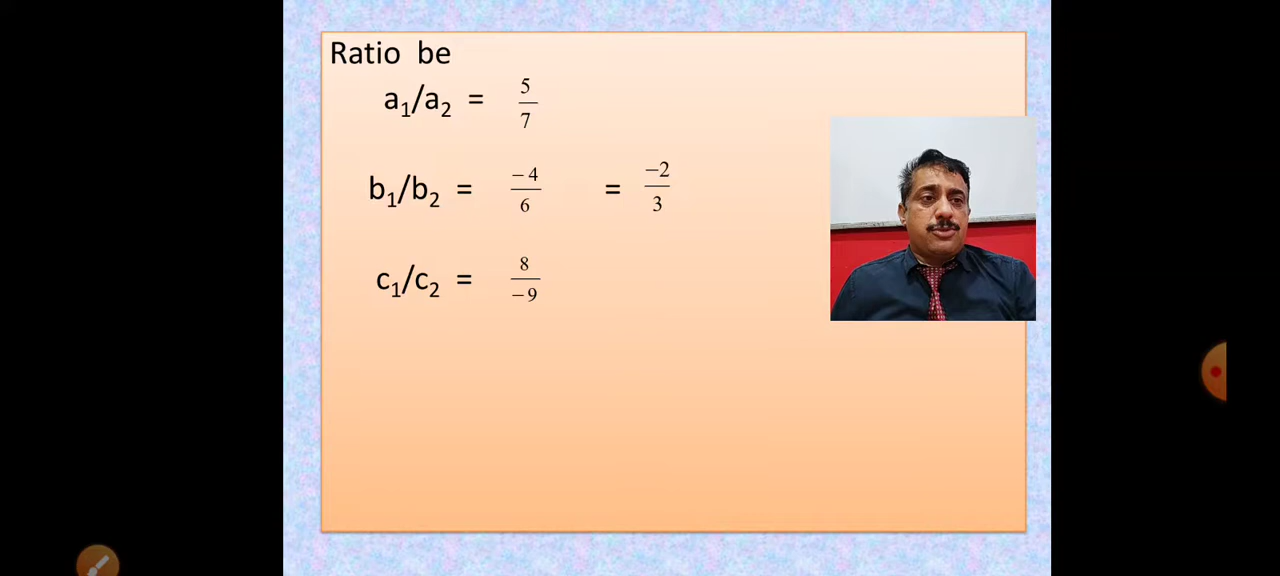 Ratio be
a₁/a₂ = 5/7
b₁/b₂ = −4/6 = −2/3
c₁/c₂ = 8/−9